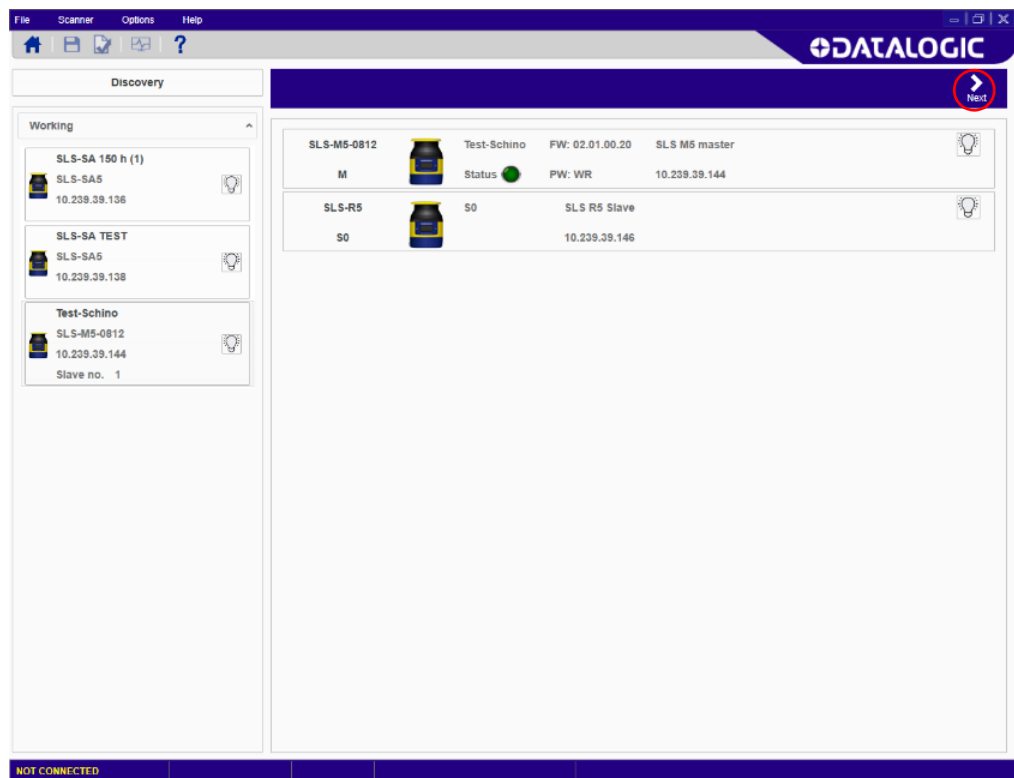 File Scanner Options Help
? DATALOGIC
Discovery
Next
Working
SLS-SA 150 h (1)
SLS-SA5
10.239.39.136
SLS-SA TEST
SLS-SA5
10.239.39.138
Test-Schino
SLS-M5-0812
10.239.39.144
Slave no. 1
SLS-M5-0812 Test-Schino FW: 02.01.00.20 SLS M5 master
M Status PW: WR 10.239.39.144
SLS-R5 S0 SLS R5 Slave
S0 10.239.39.146
NOT CONNECTED